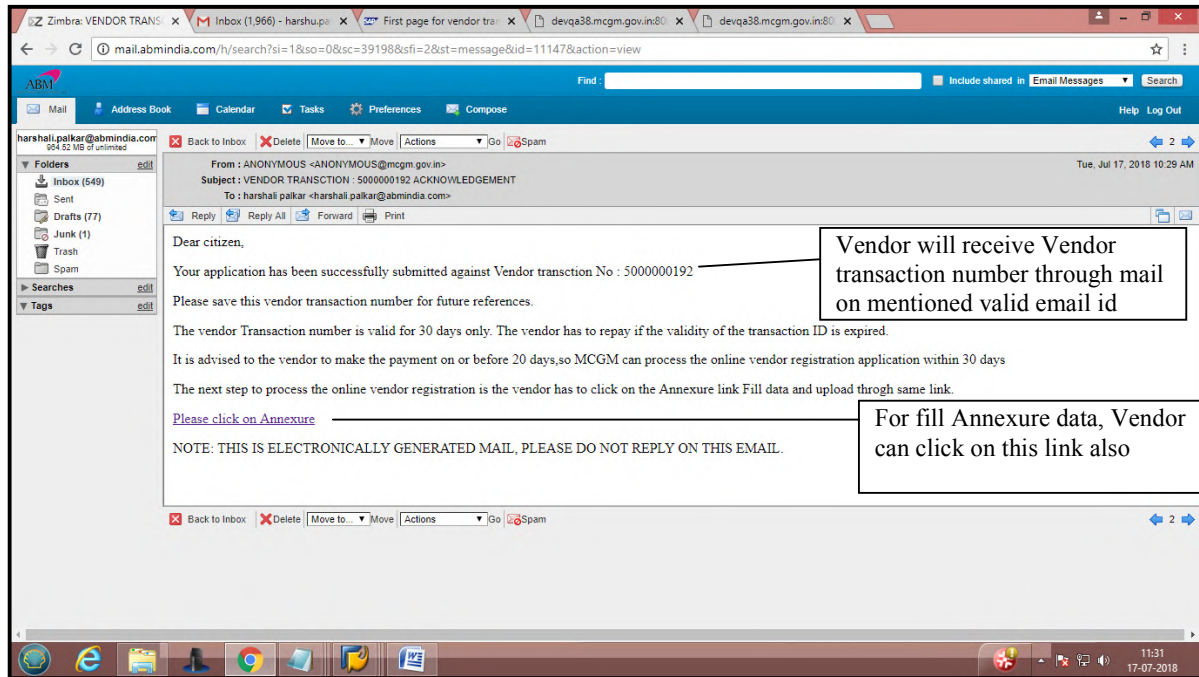 Zimbra: VENDOR TRANS
Inbox (1,966) - harshu.pa
First page for vendor tra
devqa38.mcgm.gov.in:80
devqa38.mcgm.gov.in:80
mail.abmindia.com/h/search?si=1&so=0&sc=39198&sfi=2&st=message&id=11147&action=view
ABM
Find :
Include shared in Email Messages Search
Mail Address Book Calendar Tasks Preferences Compose
Help Log Out
harshali.palkar@abmindia.com
984.52 MB of unlimited
Folders edit
Inbox (549)
Sent
Drafts (77)
Junk (1)
Trash
Spam
Searches edit
Tags edit
Back to Inbox Delete Move to... Move Actions Go Spam
2
From : ANONYMOUS <ANONYMOUS@mcgm.gov.in>
Tue, Jul 17, 2018 10:29 AM
Subject : VENDOR TRANSCTION : 5000000192 ACKNOWLEDGEMENT
To : harshali palkar <harshali.palkar@abmindia.com>
Reply Reply All Forward Print
Dear citizen,
Your application has been successfully submitted against Vendor transction No : 5000000192
Please save this vendor transaction number for future references.
The vendor Transaction number is valid for 30 days only. The vendor has to repay if the validity of the transaction ID is expired.
It is advised to the vendor to make the payment on or before 20 days,so MCGM can process the online vendor registration application within 30 days
The next step to process the online vendor registration is the vendor has to click on the Annexure link Fill data and upload throgh same link.
Please click on Annexure
NOTE: THIS IS ELECTRONICALLY GENERATED MAIL, PLEASE DO NOT REPLY ON THIS EMAIL.
Vendor will receive Vendor
transaction number through mail
on mentioned valid email id
For fill Annexure data, Vendor
can click on this link also
Back to Inbox Delete Move to... Move Actions Go Spam
2
11:31
17-07-2018